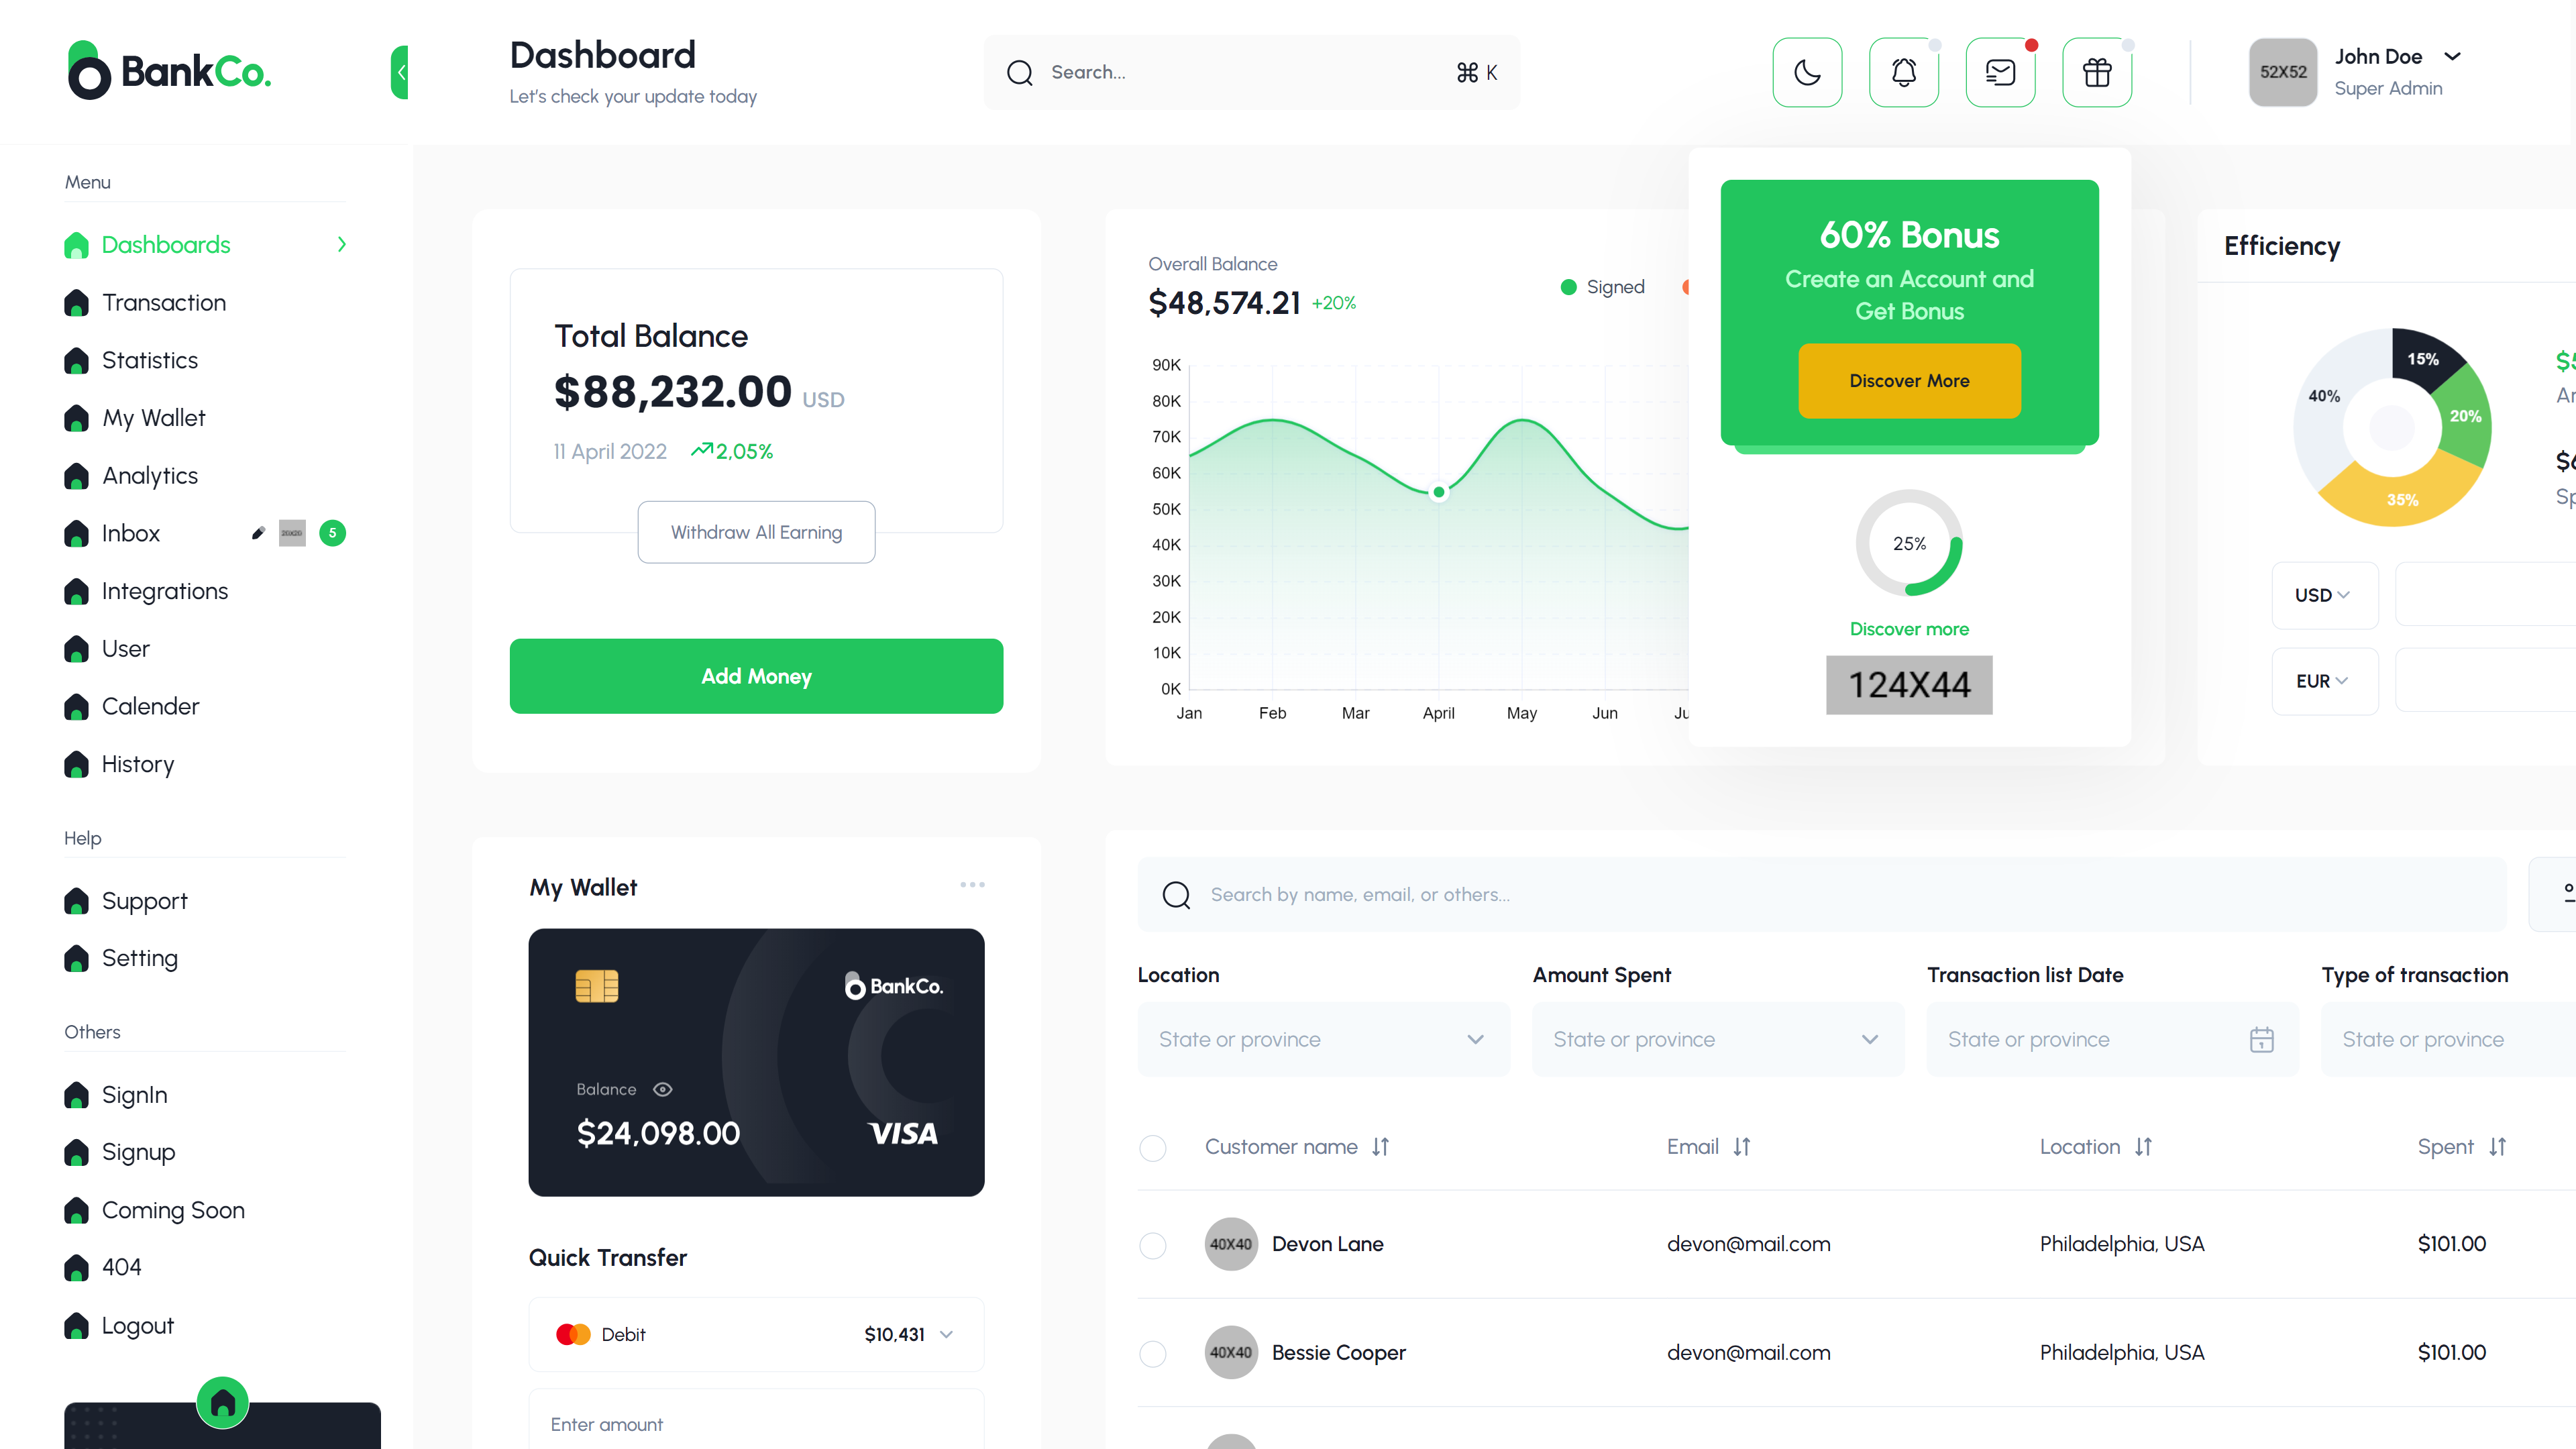 BankCo.
Dashboard
Let's check your update today
Search...
⌘ K
52X52
John Doe
Super Admin
Menu
Dashboards
Transaction
Statistics
My Wallet
Analytics
Inbox
5
Integrations
User
Calender
History
Help
Support
Setting
Others
SignIn
Signup
Coming Soon
404
Logout
Total Balance
$88,232.00 USD
11 April 2022
2,05%
Withdraw All Earning
Add Money
Overall Balance
$48,574.21 +20%
Signed
90K
80K
70K
60K
50K
40K
30K
20K
10K
0K
Jan Feb Mar April May Jun
60% Bonus
Create an Account and
Get Bonus
Discover More
25%
Discover more
124X44
Efficiency
15%
20%
35%
40%
USD
EUR
My Wallet
BankCo.
Balance
$24,098.00
VISA
Quick Transfer
Debit
$10,431
Enter amount
Search by name, email, or others...
Location
Amount Spent
Transaction list Date
Type of transaction
State or province
State or province
State or province
State or province
Customer name
Email
Location
Spent
40X40 Devon Lane devon@mail.com Philadelphia, USA $101.00
40X40 Bessie Cooper devon@mail.com Philadelphia, USA $101.00